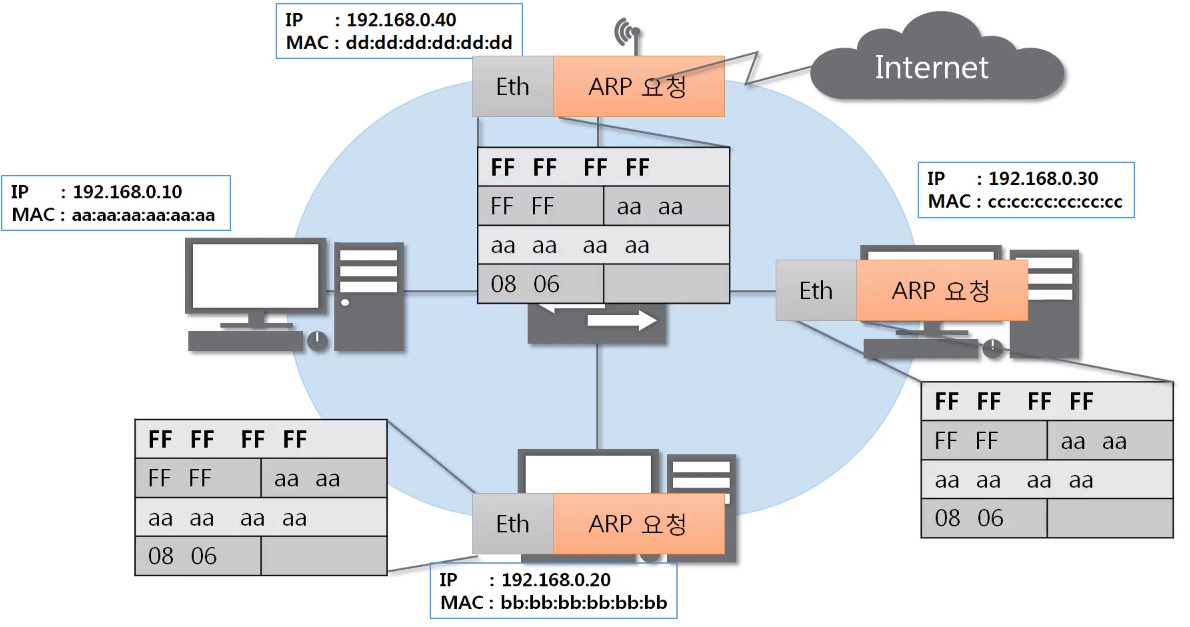 IP : 192.168.0.40
MAC : dd:dd:dd:dd:dd:dd
Internet
Eth ARP 요청
FF FF FF FF
FF FF aa aa
aa aa aa aa
08 06
IP : 192.168.0.10
MAC : aa:aa:aa:aa:aa:aa
IP : 192.168.0.30
MAC : cc:cc:cc:cc:cc:cc
Eth ARP 요청
FF FF FF FF
FF FF aa aa
aa aa aa aa
08 06
FF FF FF FF
FF FF aa aa
aa aa aa aa
08 06
Eth ARP 요청
IP : 192.168.0.20
MAC : bb:bb:bb:bb:bb:bb